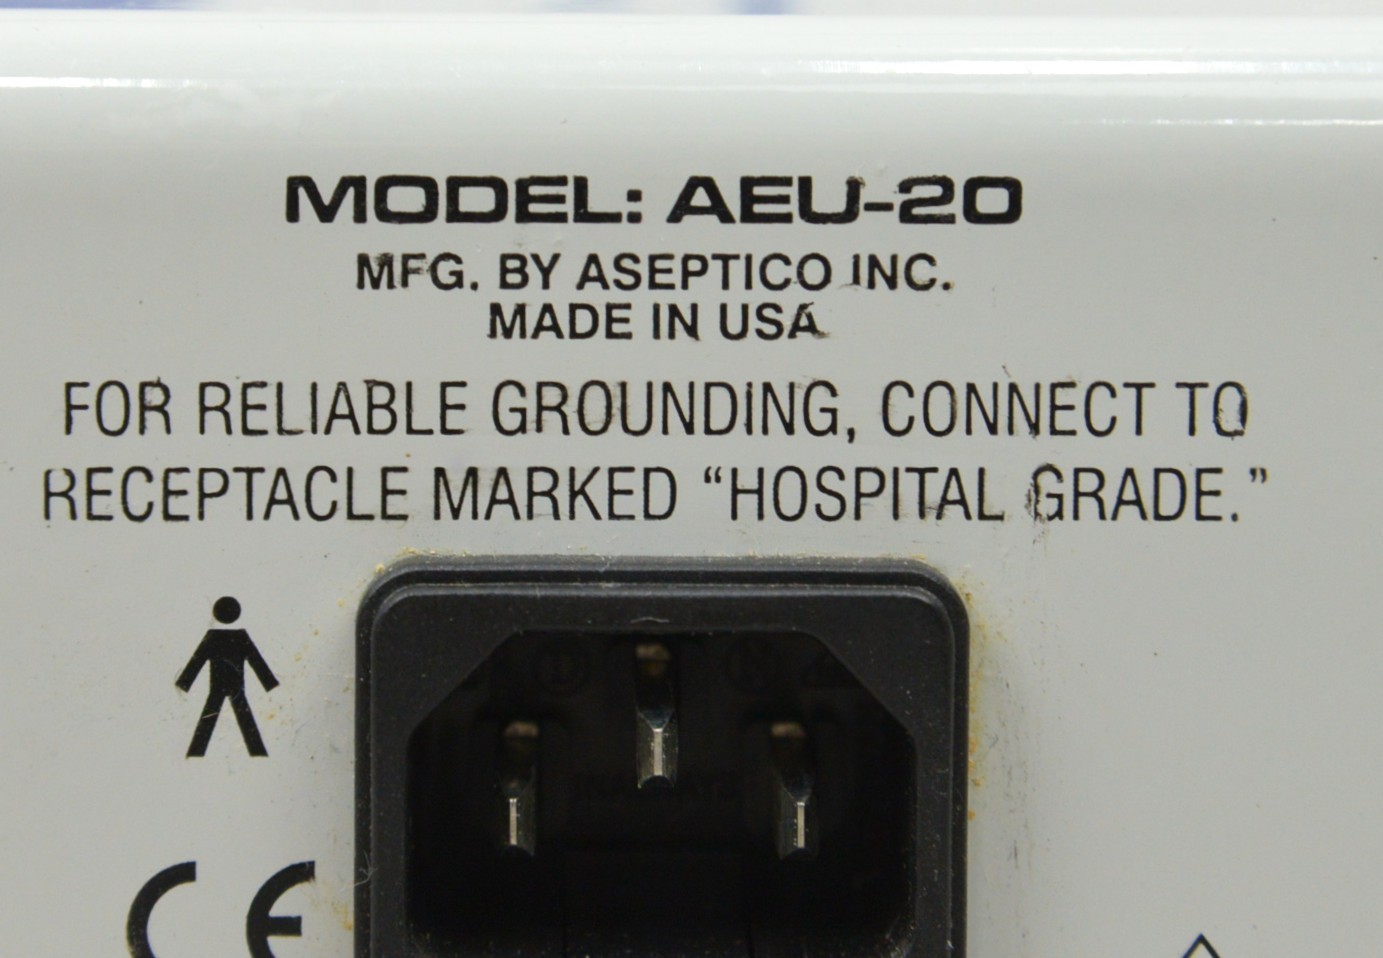 MODEL: AEU-20
MFG. BY ASEPTICO INC.
MADE IN USA
FOR RELIABLE GROUNDING, CONNECT TO
RECEPTACLE MARKED “HOSPITAL GRADE.”
CE